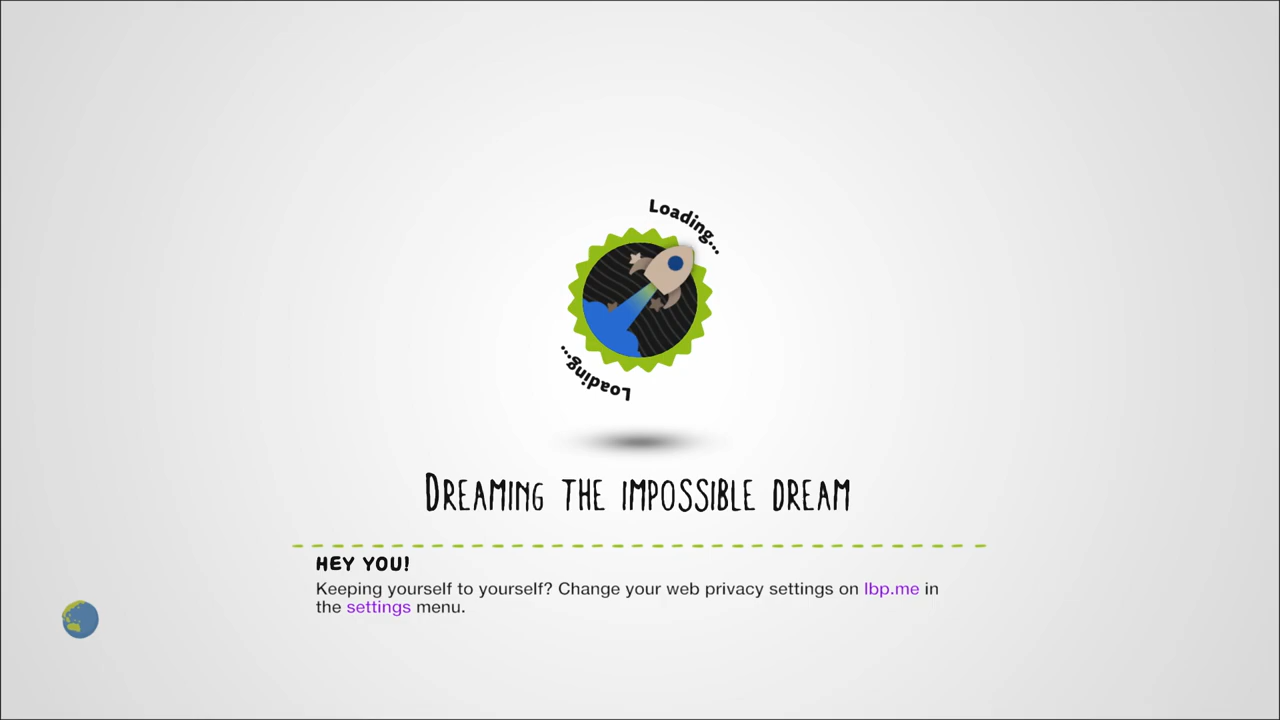 Loading...
Loading...
DREAMING THE IMPOSSIBLE DREAM
HEY YOU!
Keeping yourself to yourself? Change your web privacy settings on lbp.me in
the settings menu.